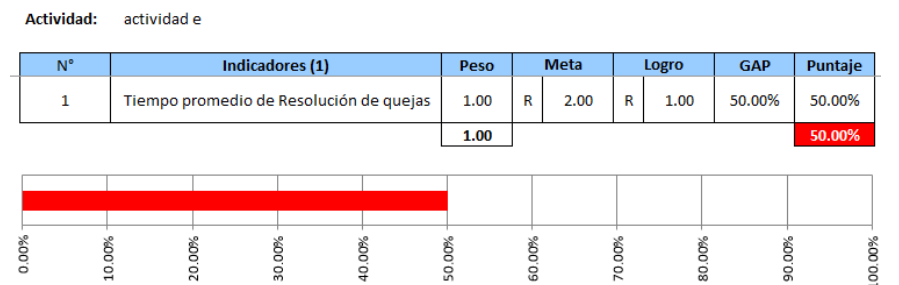 Actividad: actividad e
N° Indicadores (1) Peso Meta Logro GAP Puntaje
1 Tiempo promedio de Resolución de quejas 1.00 R 2.00 R 1.00 50.00% 50.00%
1.00 50.00%
0.00% 10.00% 20.00% 30.00% 40.00% 50.00% 60.00% 70.00% 80.00% 90.00% 100.00%